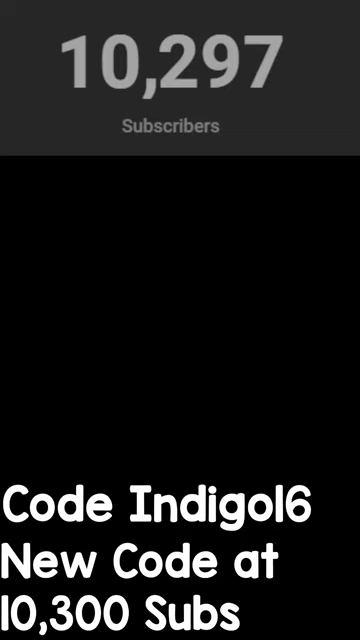 10,297
Subscribers
Code Indigo16
New Code at
10,300 Subs